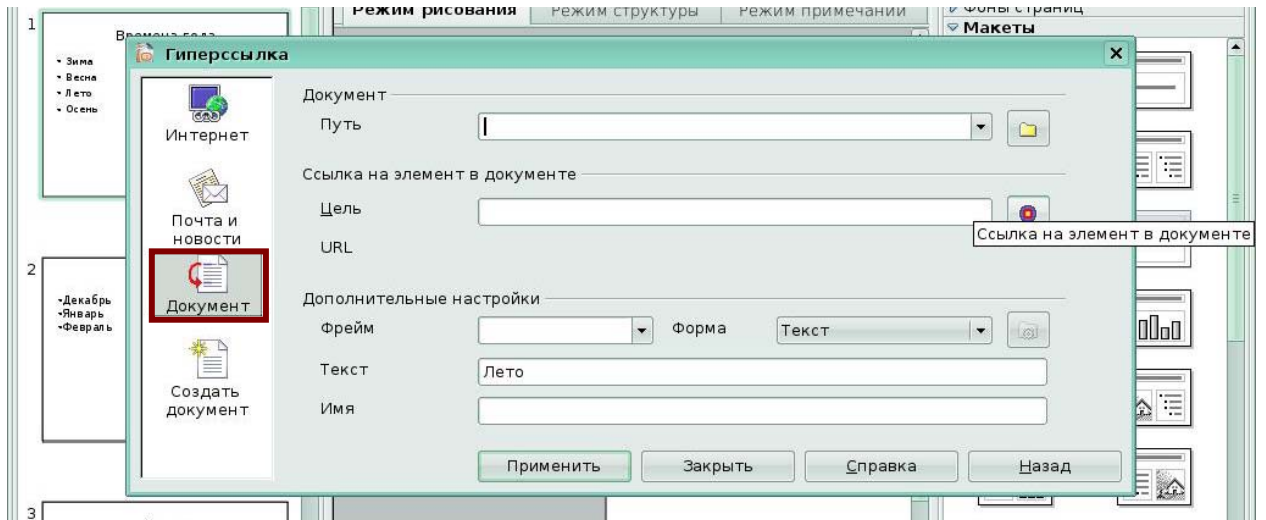 Режим рисования Режим структуры Режим примечаний
Фоны страниц
Макеты
1
Времена года
Зима
Весна
Лето
Осень
2
Декабрь
Январь
Февраль
3
Гиперссылка
Интернет
Почта и
новости
Документ
Создать
документ
Документ
Путь
Ссылка на элемент в документе
Цель
Ссылка на элемент в документе
URL
Дополнительные настройки
Фрейм
Форма
Текст
Текст
Лето
Имя
Применить Закрыть Справка Назад